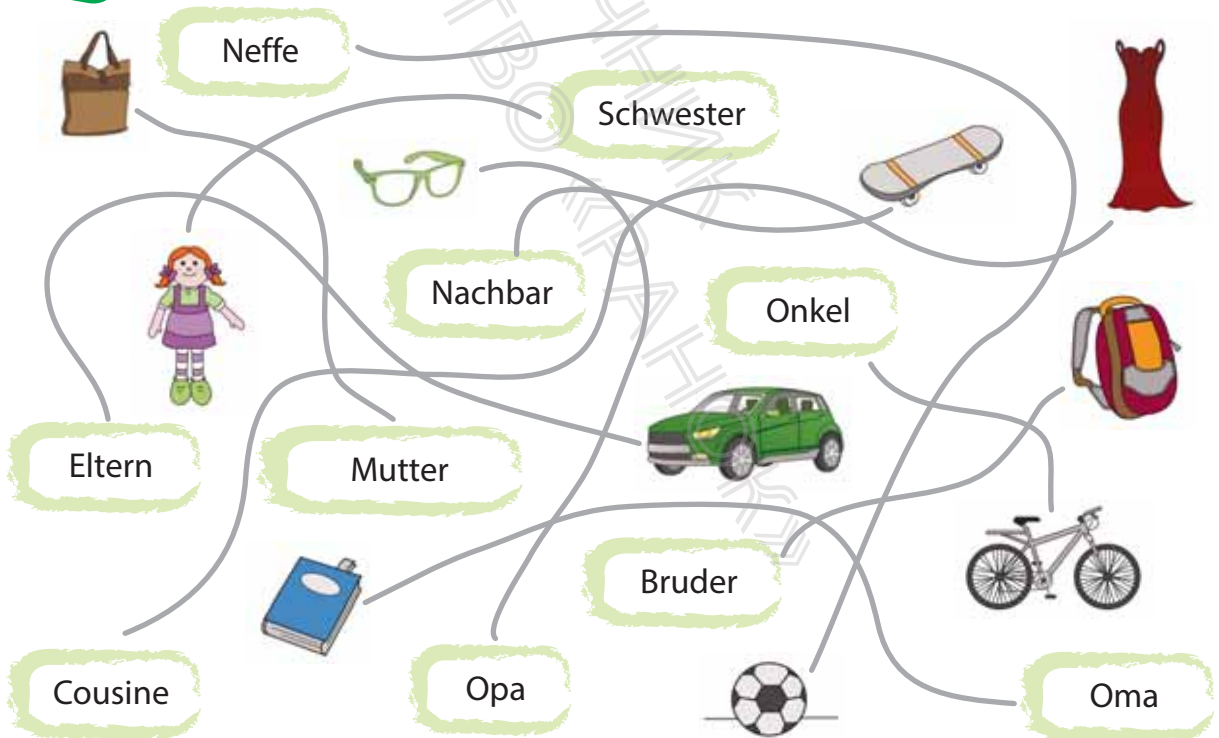 Neffe
Schwester
Nachbar
Onkel
Eltern
Mutter
Bruder
Cousine
Opa
Oma